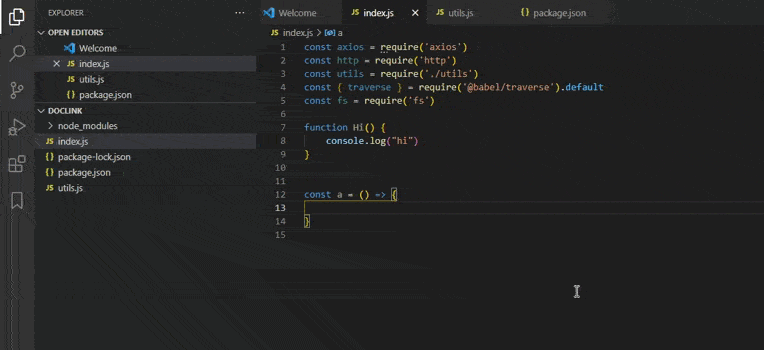 EXPLORER
···
OPEN EDITORS
Welcome
JS index.js
JS utils.js
{} package.json
DOCLINK
node_modules
JS index.js
{} package-lock.json
{} package.json
JS utils.js
Welcome
JS index.js
JS utils.js
{} package.json
JS index.js > a
1 const axios = require('axios')
2 const http = require('http')
3 const utils = require('./utils')
4 const { traverse } = require('@babel/traverse').default
5 const fs = require('fs')
6
7 function Hi() {
8 console.log("hi")
9 }
10
11
12 const a = () => {
13
14 }
15